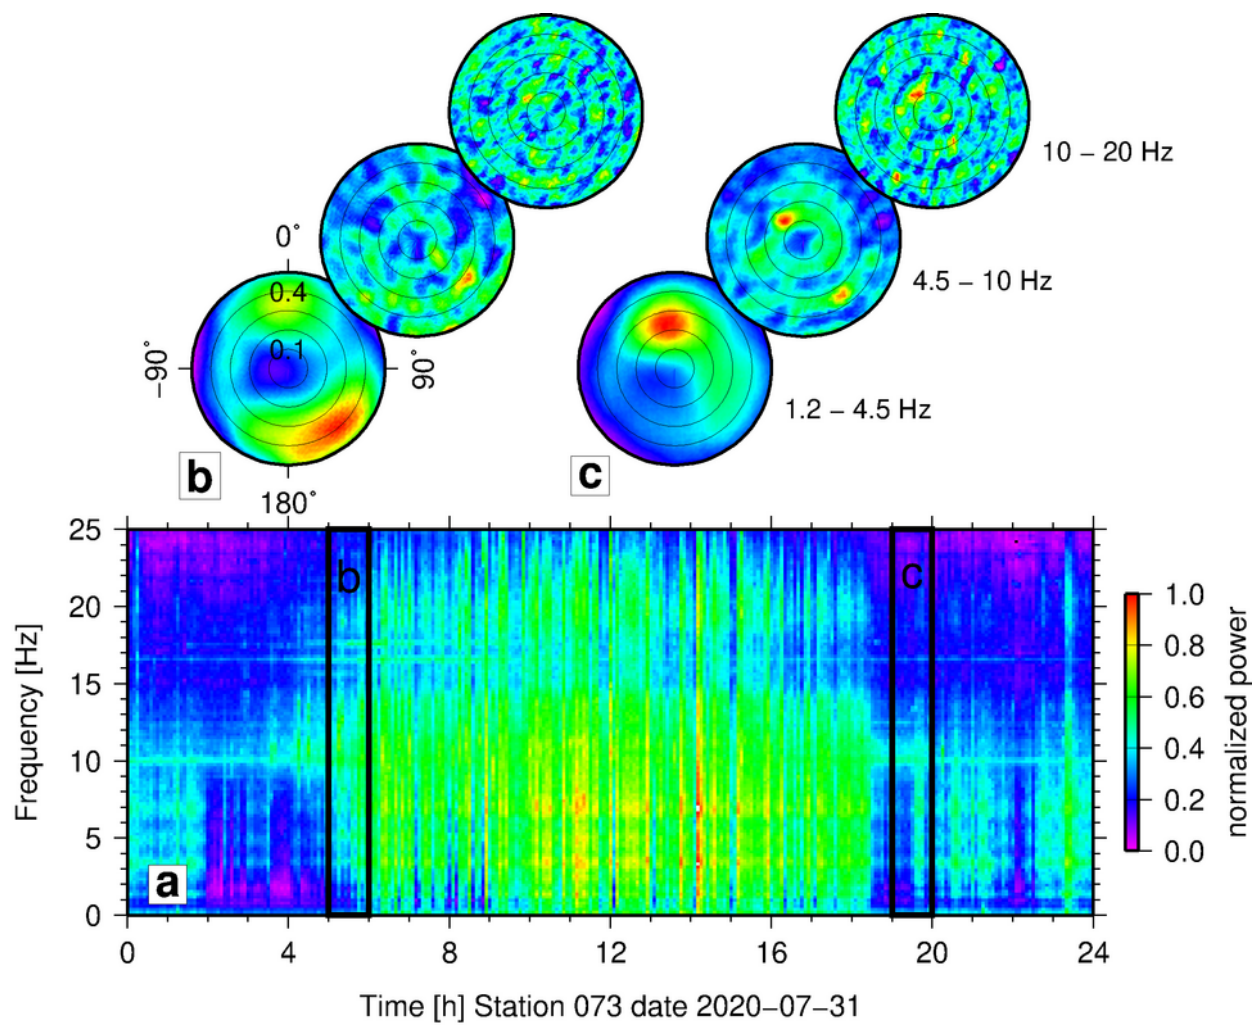 10 – 20 Hz
0°
4.5 – 10 Hz
0.4
0.1
–90°
90°
1.2 – 4.5 Hz
b
c
180°
25
20
15
10
5
0
Frequency [Hz]
b
c
a
0 4 8 12 16 20 24
Time [h] Station 073 date 2020–07–31
1.0
0.8
0.6
0.4
0.2
0.0
normalized power